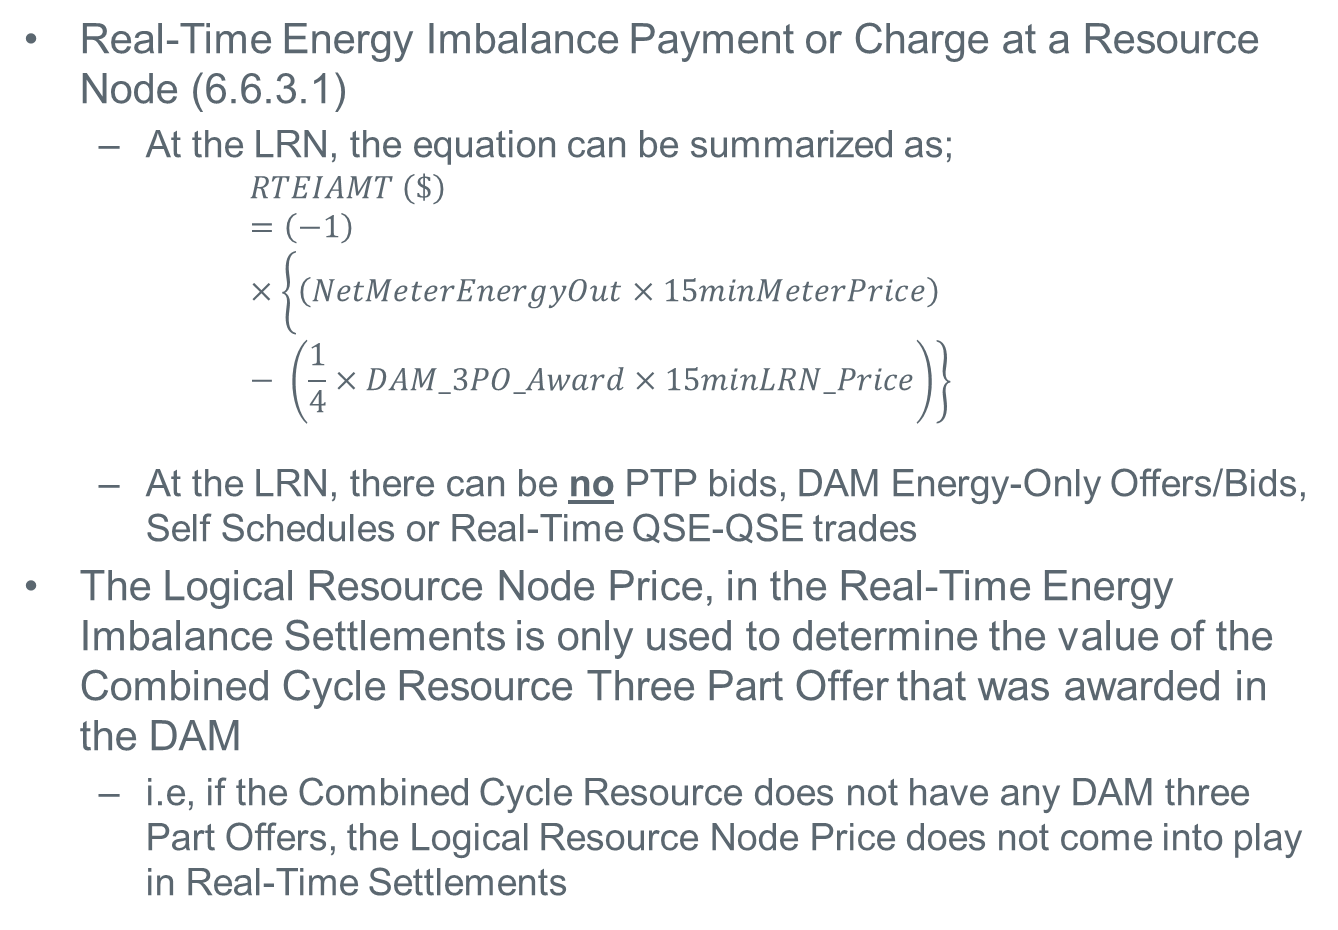 • Real-Time Energy Imbalance Payment or Charge at a Resource
Node (6.6.3.1)
– At the LRN, the equation can be summarized as;
RTEIAMT ($)
= (−1)
× {(NetMeterEnergyOut × 15minMeterPrice)
− (1/4 × DAM_3PO_Award × 15minLRN_Price)}
– At the LRN, there can be no PTP bids, DAM Energy-Only Offers/Bids,
Self Schedules or Real-Time QSE-QSE trades
• The Logical Resource Node Price, in the Real-Time Energy
Imbalance Settlements is only used to determine the value of the
Combined Cycle Resource Three Part Offer that was awarded in
the DAM
– i.e, if the Combined Cycle Resource does not have any DAM three
Part Offers, the Logical Resource Node Price does not come into play
in Real-Time Settlements